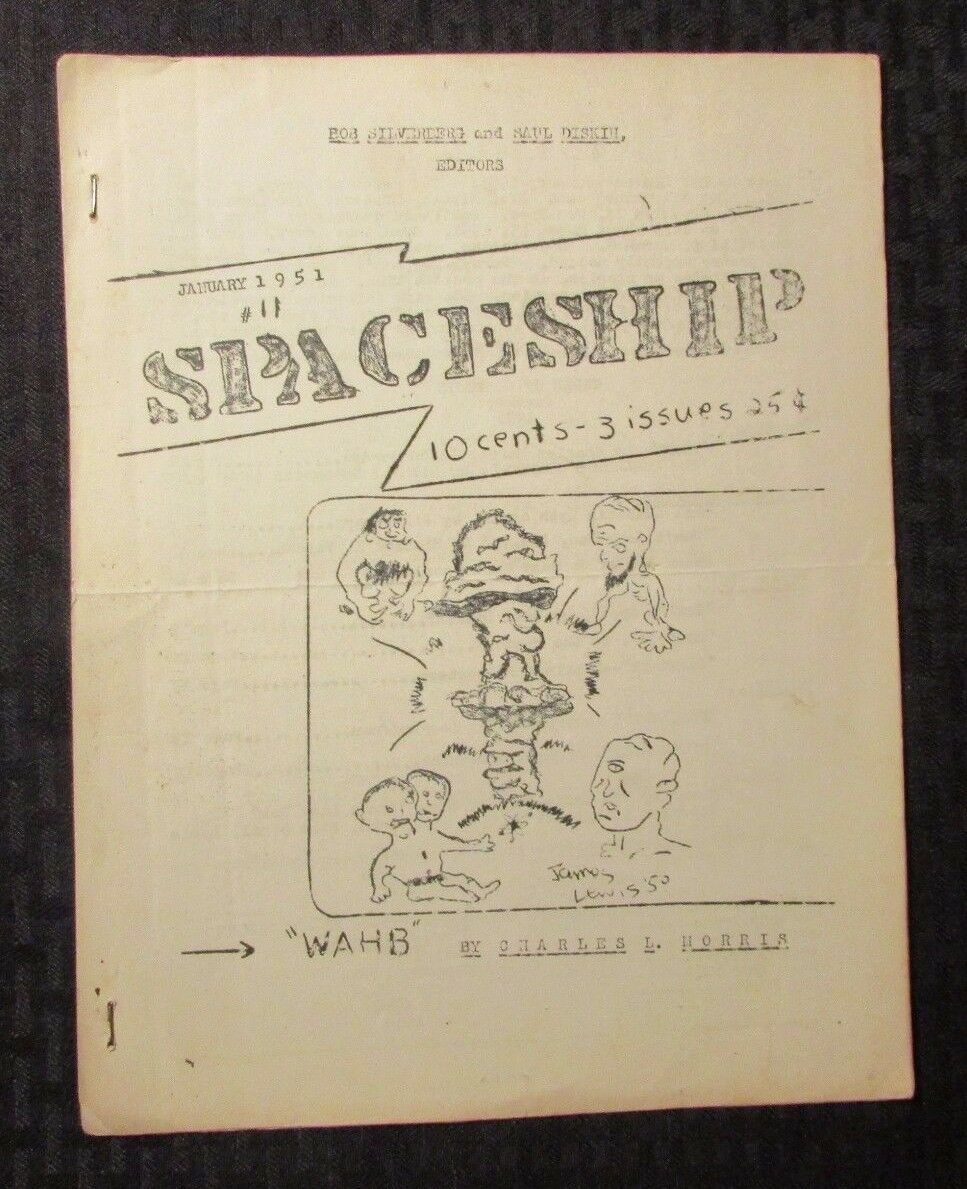 BOB SILVERBERG and SAUL DISKIN,
EDITORS
JANUARY 1951
#11
SPACESHIP
10 cents - 3 issues 25¢
James
Lewis '50
"WAHB" BY CHARLES L. MORRIS